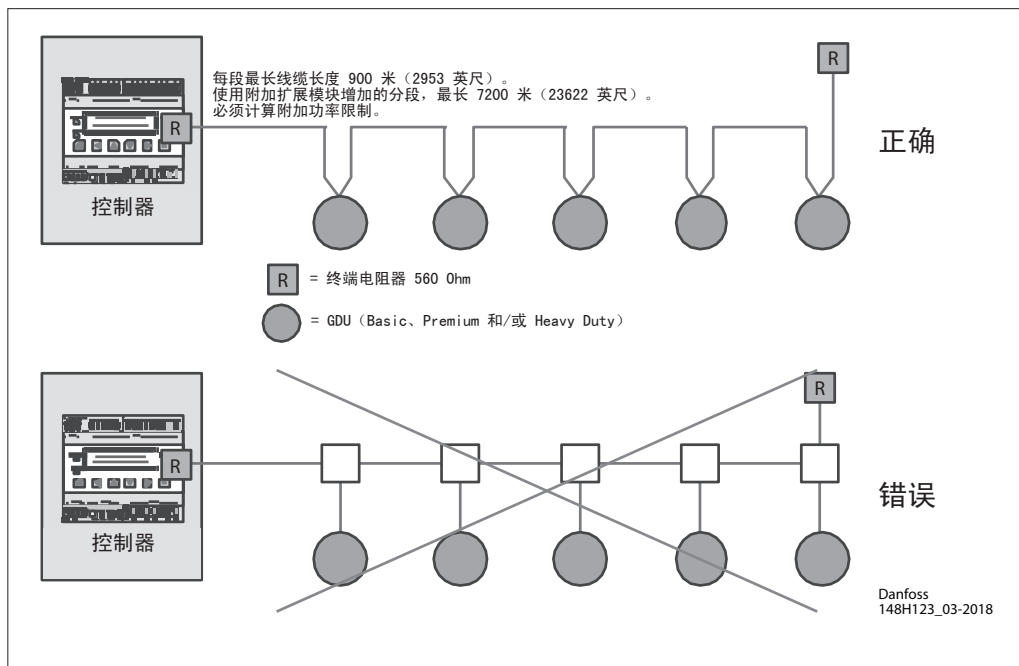 每段最长线缆长度 900 米（2953 英尺）。
使用附加扩展模块增加的分段，最长 7200 米（23622 英尺）。
必须计算附加功率限制。
R
R
正确
控制器
R = 终端电阻器 560 Ohm
= GDU（Basic、Premium 和/或 Heavy Duty）
R
R
错误
控制器
Danfoss
148H123_03-2018